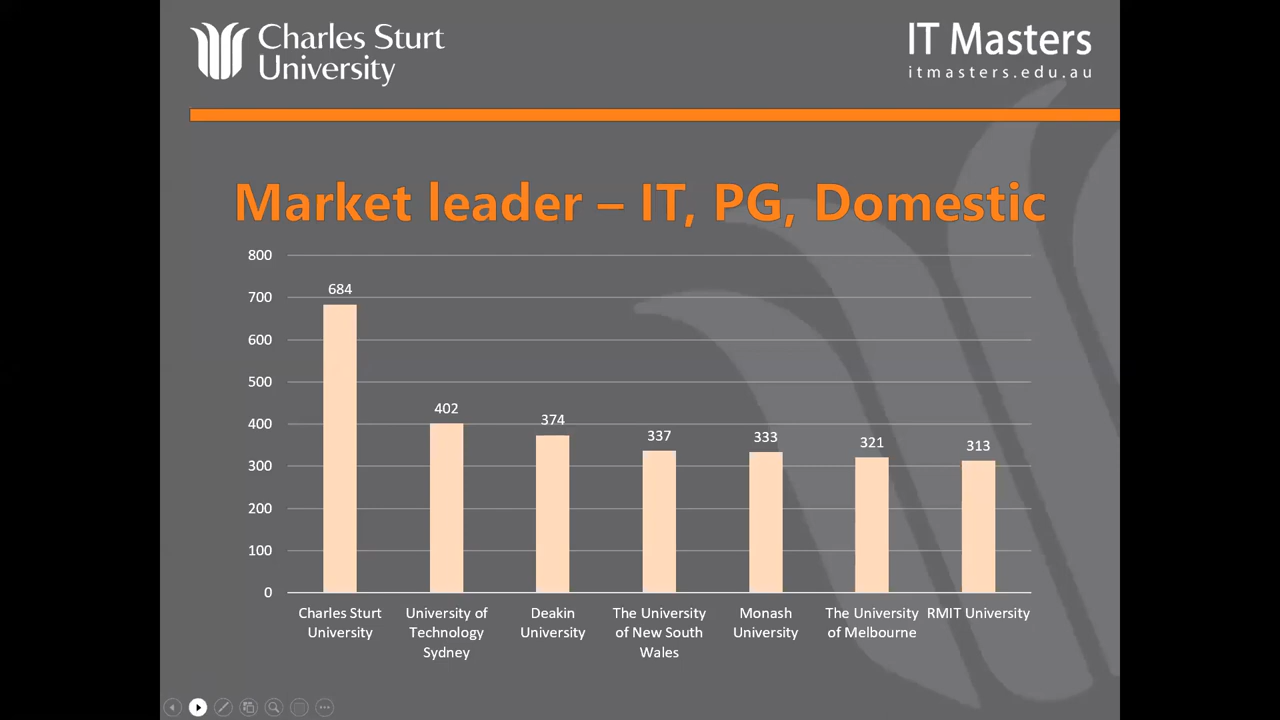 Charles Sturt
University
IT Masters
itmasters.edu.au
Market leader – IT, PG, Domestic
800
700
600
500
400
300
200
100
0
684
402
374
337
333
321
313
Charles Sturt
University
University of
Technology
Sydney
Deakin
University
The University
of New South
Wales
Monash
University
The University
of Melbourne
RMIT University